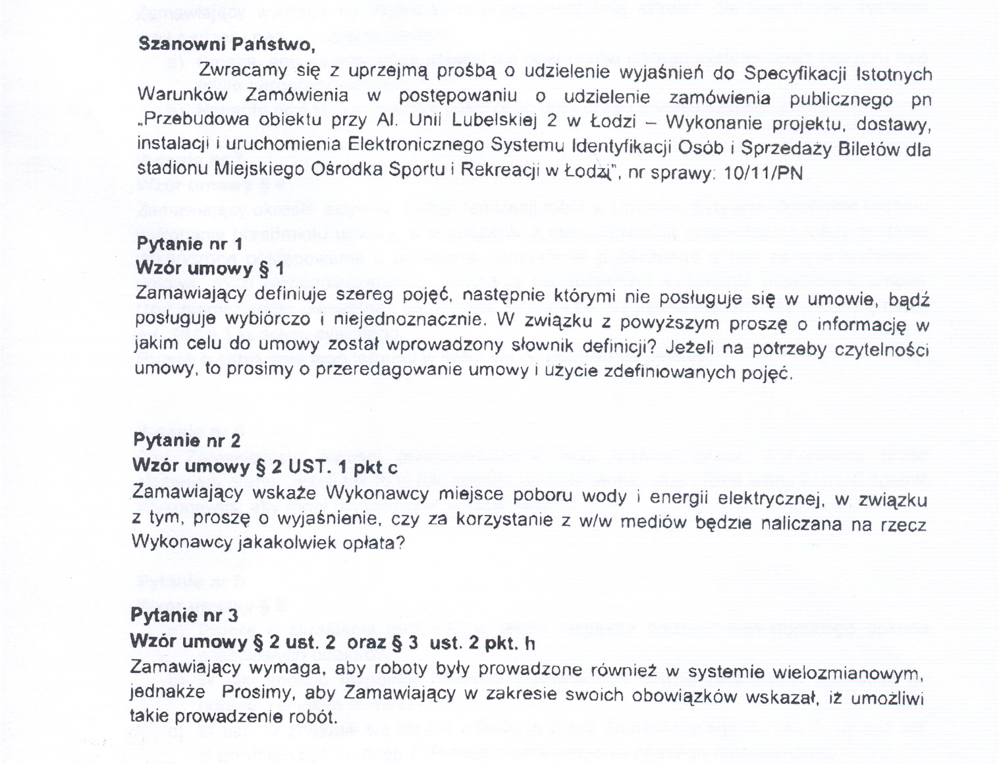 Szanowni Państwo,
Zwracamy się z uprzejmą prośbą o udzielenie wyjaśnień do Specyfikacji Istotnych
Warunków Zamówienia w postępowaniu o udzielenie zamówienia publicznego pn
„Przebudowa obiektu przy Al. Unii Lubelskiej 2 w Łodzi – Wykonanie projektu, dostawy,
instalacji i uruchomienia Elektronicznego Systemu Identyfikacji Osób i Sprzedaży Biletów dla
stadionu Miejskiego Ośrodka Sportu i Rekreacji w Łodzi", nr sprawy: 10/11/PN
Pytanie nr 1
Wzór umowy § 1
Zamawiający definiuje szereg pojęć, następnie którymi nie posługuje się w umowie, bądź
posługuje wybiórczo i niejednoznacznie. W związku z powyższym proszę o informację w
jakim celu do umowy został wprowadzony słownik definicji? Jeżeli na potrzeby czytelności
umowy, to prosimy o przeredagowanie umowy i użycie zdefiniowanych pojęć.
Pytanie nr 2
Wzór umowy § 2 UST. 1 pkt c
Zamawiający wskaże Wykonawcy miejsce poboru wody i energii elektrycznej, w związku
z tym, proszę o wyjaśnienie, czy za korzystanie z w/w mediów będzie naliczana na rzecz
Wykonawcy jakakolwiek opłata?
Pytanie nr 3
Wzór umowy § 2 ust. 2 oraz § 3 ust. 2 pkt. h
Zamawiający wymaga, aby roboty były prowadzone również w systemie wielozmianowym,
jednakże Prosimy, aby Zamawiający w zakresie swoich obowiązków wskazał, iż umożliwi
takie prowadzenie robót.